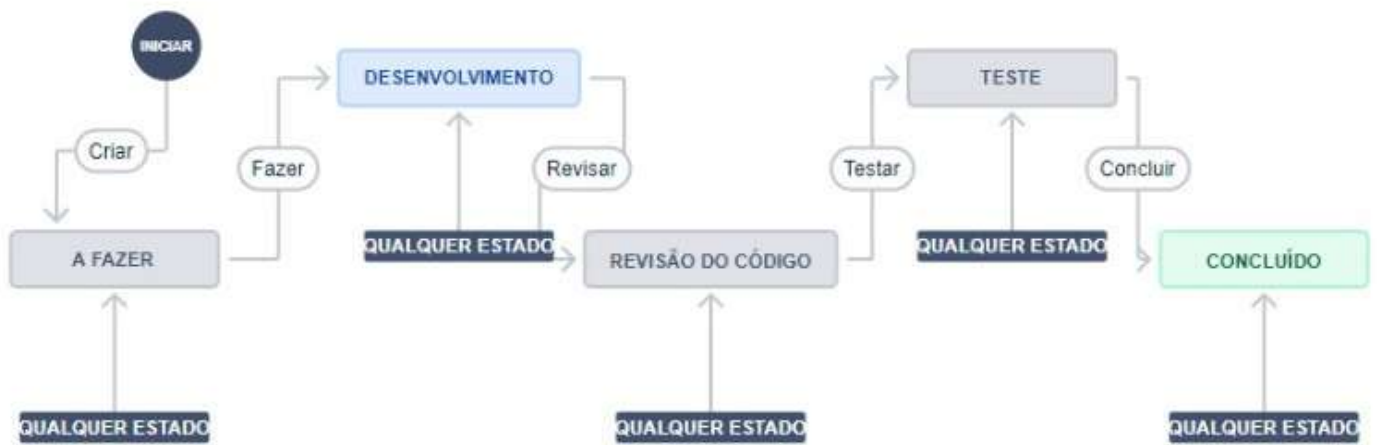 INICIAR
DESENVOLVIMENTO
TESTE
Criar
Fazer
Revisar
Testar
Concluir
QUALQUER ESTADO
QUALQUER ESTADO
A FAZER
REVISÃO DO CÓDIGO
CONCLUÍDO
QUALQUER ESTADO
QUALQUER ESTADO
QUALQUER ESTADO